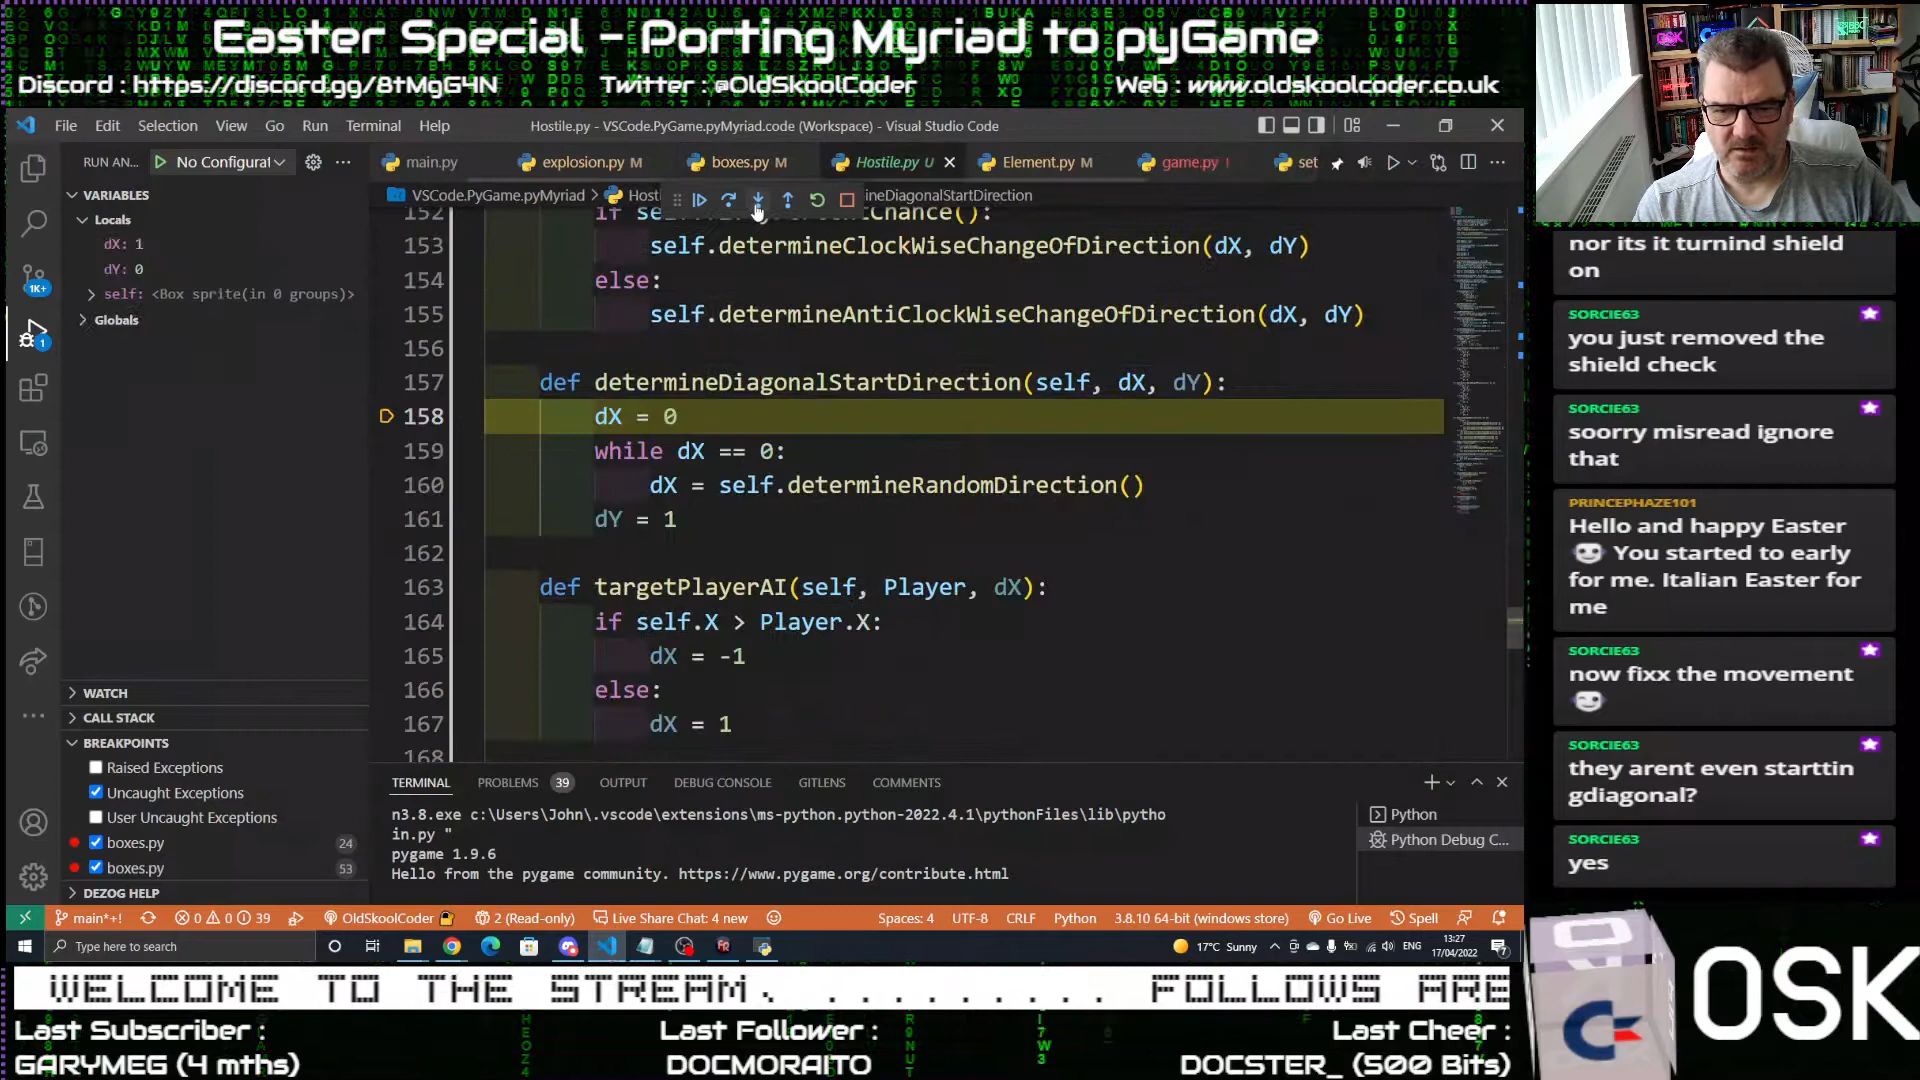 Easter Special - Porting Myriad to pyGame
Discord : https://discord.gg/8tMgG4N Twitter : @OldSkoolCoder Web : www.oldskoolcoder.co.uk
File Edit Selection View Go Run Terminal Help Hostile.py - VSCode.PyGame.pyMyriad.code (Workspace) - Visual Studio Code
RUN AN... No Configurat
main.py explosion.py M boxes.py M Hostile.py U Element.py M game.py ! set
VSCode.PyGame.pyMyriad > Hosti ineDiagonalStartDirection
VARIABLES
Locals
dX: 1
dY: 0
self: <Box sprite(in 0 groups)>
Globals
WATCH
CALL STACK
BREAKPOINTS
Raised Exceptions
Uncaught Exceptions
User Uncaught Exceptions
boxes.py 24
boxes.py 53
DEZOG HELP
1K+
1
152 if se Chance():
153 self.determineClockWiseChangeOfDirection(dX, dY)
154 else:
155 self.determineAntiClockWiseChangeOfDirection(dX, dY)
156
157 def determineDiagonalStartDirection(self, dX, dY):
158 dX = 0
159 while dX == 0:
160 dX = self.determineRandomDirection()
161 dY = 1
162
163 def targetPlayerAI(self, Player, dX):
164 if self.X > Player.X:
165 dX = -1
166 else:
167 dX = 1
168
TERMINAL PROBLEMS 39 OUTPUT DEBUG CONSOLE GITLENS COMMENTS
n3.8.exe c:\Users\John\.vscode\extensions\ms-python.python-2022.4.1\pythonFiles\lib\pytho
in.py "
pygame 1.9.6
Hello from the pygame community. https://www.pygame.org/contribute.html
Python
Python Debug C...
main*+! 0 0 39 OldSkoolCoder 2 (Read-only) Live Share Chat: 4 new Spaces: 4 UTF-8 CRLF Python 3.8.10 64-bit (windows store) Go Live Spell
Type here to search 17°C Sunny ENG 13:27
17/04/2022
nor its it turnind shield
on
SORCIE63
you just removed the
shield check
SORCIE63
soorry misread ignore
that
PRINCEPHAZE101
Hello and happy Easter
You started to early
for me. Italian Easter for
me
SORCIE63
now fixx the movement
SORCIE63
they arent even starttin
gdiagonal?
SORCIE63
yes
OSK
WELCOME TO THE STREAM. ........ FOLLOWS ARE
Last Subscriber : Last Follower : Last Cheer :
GARYMEG (4 mths) DOCMORAITO DOCSTER_ (500 Bits)